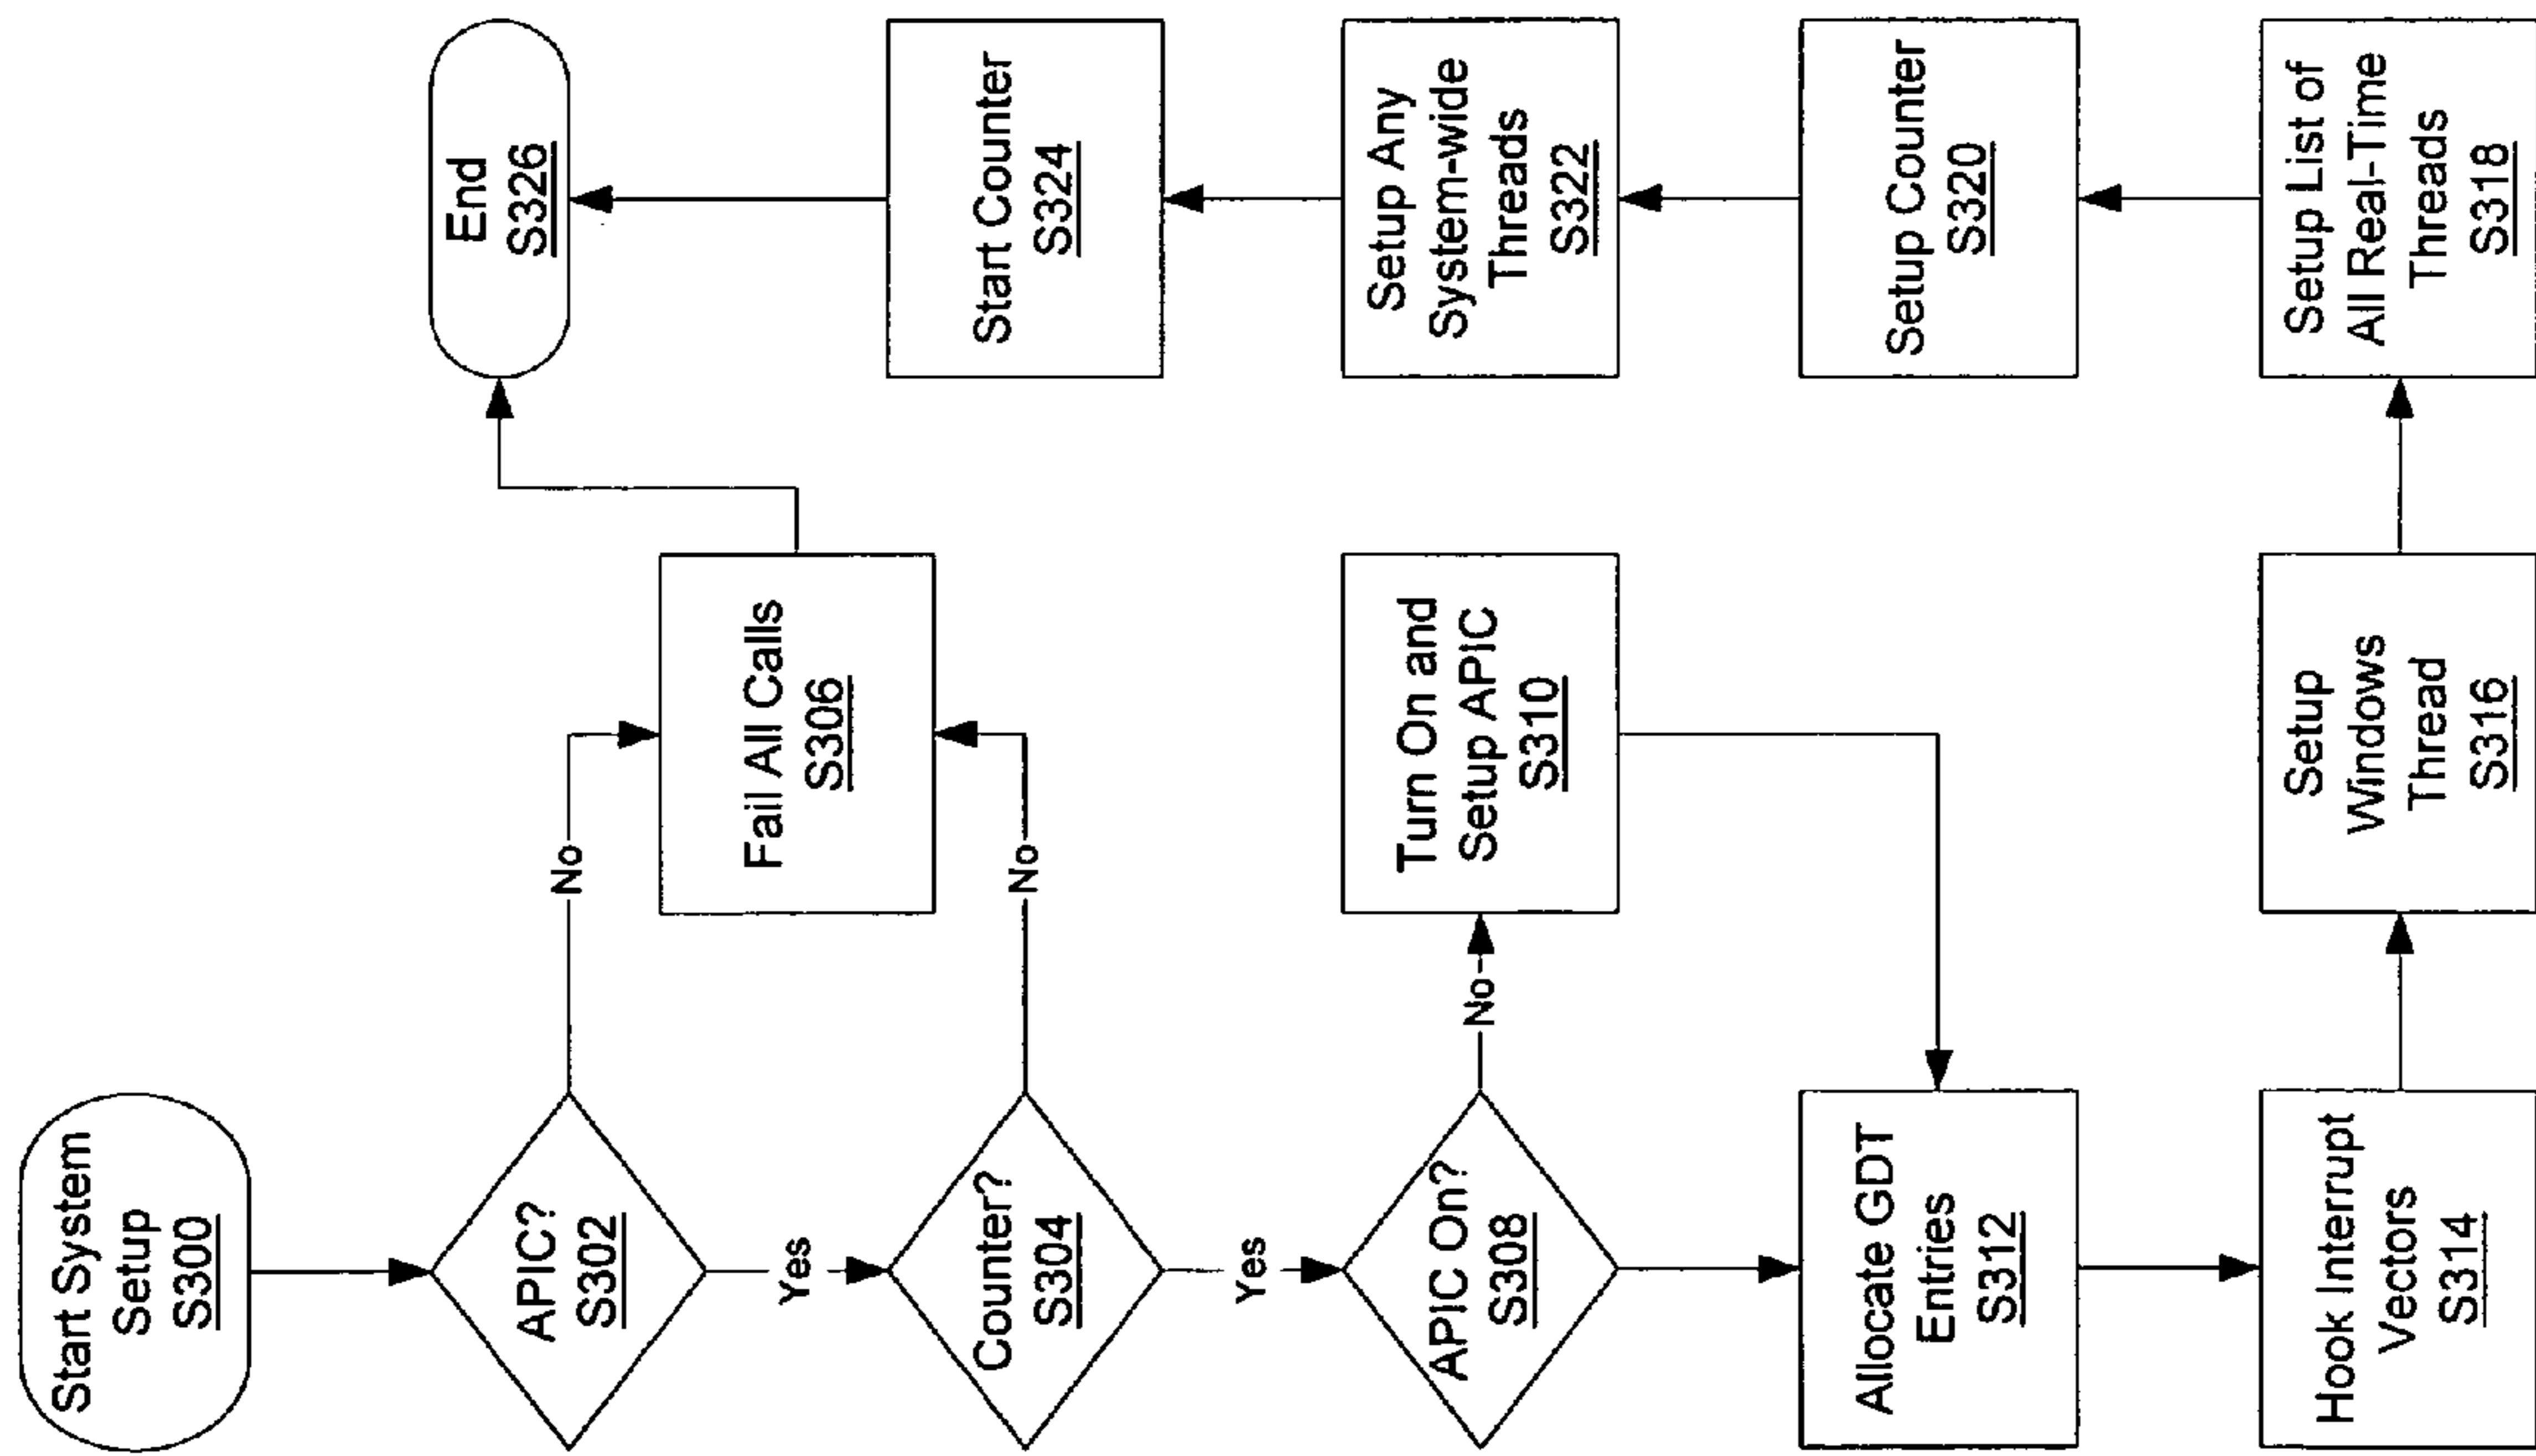 Start System
Setup
S300
APIC?
S302
Yes
No
Counter?
S304
Yes
No
Fail All Calls
S306
APIC On?
S308
No
Turn On and
Setup APIC
S310
Allocate GDT
Entries
S312
Hook Interrupt
Vectors
S314
Setup
Windows
Thread
S316
Setup List of
All Real-Time
Threads
S318
Setup Counter
S320
Setup Any
System-wide
Threads
S322
Start Counter
S324
End
S326